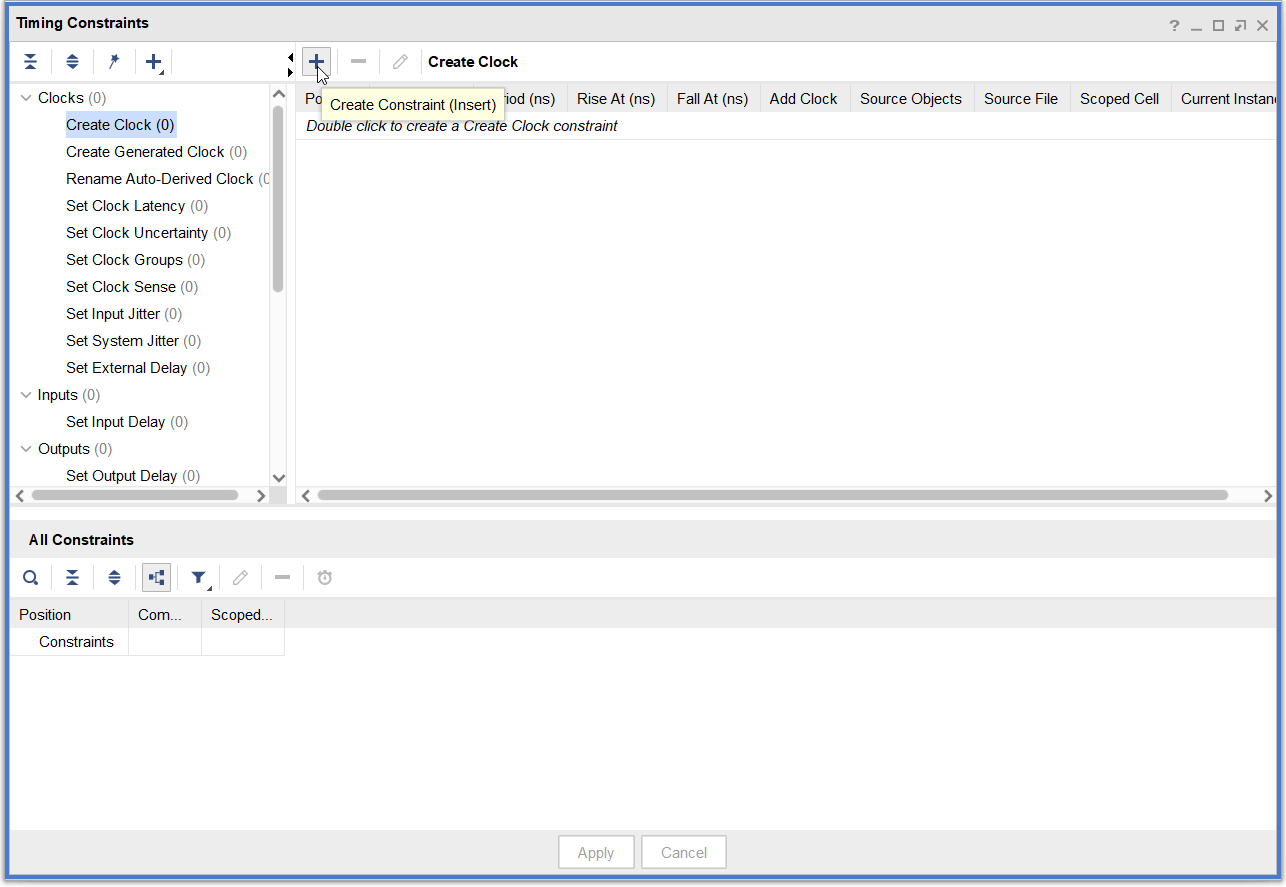 Timing Constraints
?
Create Clock
Clocks (0)
Create Clock (0)
Create Generated Clock (0)
Rename Auto-Derived Clock (0
Set Clock Latency (0)
Set Clock Uncertainty (0)
Set Clock Groups (0)
Set Clock Sense (0)
Set Input Jitter (0)
Set System Jitter (0)
Set External Delay (0)
Inputs (0)
Set Input Delay (0)
Outputs (0)
Set Output Delay (0)
Po Create Constraint (Insert) iod (ns) Rise At (ns) Fall At (ns) Add Clock Source Objects Source File Scoped Cell Current Instan
Double click to create a Create Clock constraint
All Constraints
Position Com... Scoped...
Constraints
Apply Cancel